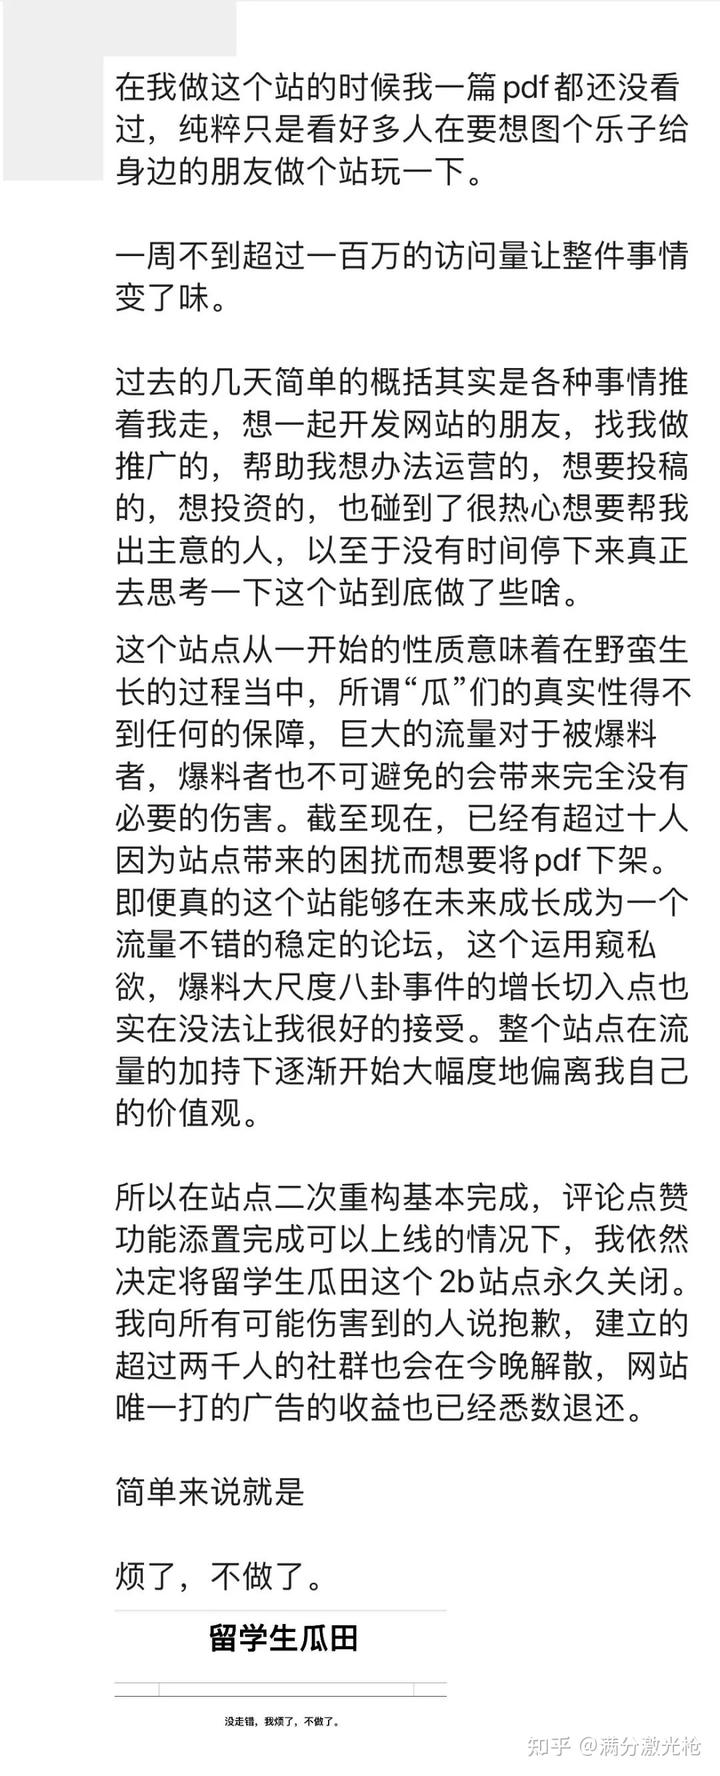 在我做这个站的时候我一篇pdf都还没看
过，纯粹只是看好多人在要想图个乐子给
身边的朋友做个站玩一下。
一周不到超过一百万的访问量让整件事情
变了味。
过去的几天简单的概括其实是各种事情推
着我走，想一起开发网站的朋友，找我做
推广的，帮助我想办法运营的，想要投稿
的，想投资的，也碰到了很热心想要帮我
出主意的人，以至于没有时间停下来真正
去思考一下这个站到底做了些啥。
这个站点从一开始的性质意味着在野蛮生
长的过程当中，所谓“瓜”们的真实性得不
到任何的保障，巨大的流量对于被爆料
者，爆料者也不可避免的会带来完全没有
必要的伤害。截至现在，已经有超过十人
因为站点带来的困扰而想要将pdf下架。
即便真的这个站能够在未来成长成为一个
流量不错的稳定的论坛，这个运用窥私
欲，爆料大尺度八卦事件的增长切入点也
实在没法让我很好的接受。整个站点在流
量的加持下逐渐开始大幅度地偏离我自己
的价值观。
所以在站点二次重构基本完成，评论点赞
功能添置完成可以上线的情况下，我依然
决定将留学生瓜田这个2b站点永久关闭。
我向所有可能伤害到的人说抱歉，建立的
超过两千人的社群也会在今晚解散，网站
唯一打的广告的收益也已经悉数退还。
简单来说就是
烦了，不做了。
留学生瓜田
没走错，我烦了，不做了。
知乎 @满分激光枪